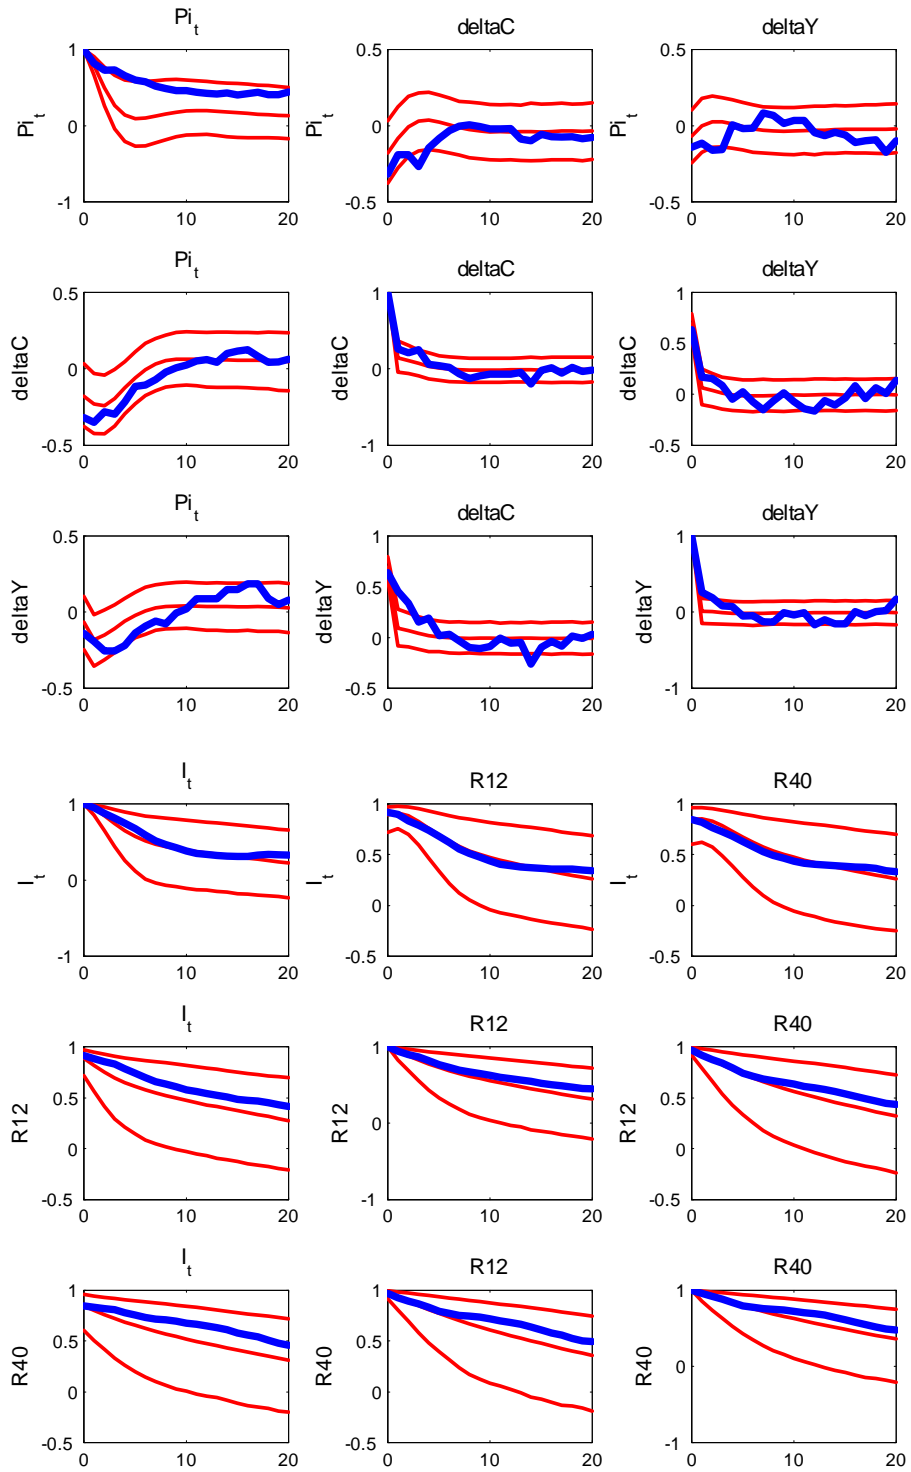 Pi_t deltaC deltaY
1 0.5 0.5
Pi_t Pi_t Pi_t
0 0 0
-1 -0.5 -0.5
0 10 20 0 10 20 0 10 20
Pi_t deltaC deltaY
0.5 1 1
deltaC deltaC deltaC
0 0 0.5
0
-0.5 -1 -0.5
0 10 20 0 10 20 0 10 20
Pi_t deltaC deltaY
0.5 1 1
deltaY deltaY deltaY
0 0.5 0
0
-0.5 -0.5 -1
0 10 20 0 10 20 0 10 20
I_t R12 R40
1 1 1
I_t I_t I_t
0 0.5 0.5
0 0
-1 -0.5 -0.5
0 10 20 0 10 20 0 10 20
I_t R12 R40
1 1 1
R12 R12 R12
0.5 0 0.5
0 0
-0.5 -1 -0.5
0 10 20 0 10 20 0 10 20
I_t R12 R40
1 1 1
R40 R40 R40
0.5 0.5 0
0 0
-0.5 -0.5 -1
0 10 20 0 10 20 0 10 20